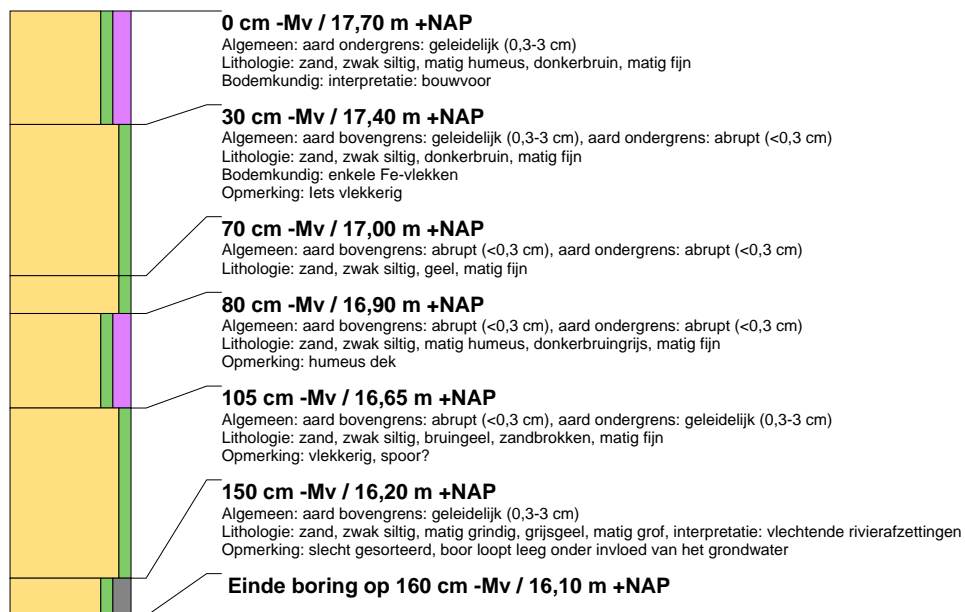 0 cm -Mv / 17,70 m +NAP
Algemeen: aard ondergrens: geleidelijk (0,3-3 cm)
Lithologie: zand, zwak siltig, matig humeus, donkerbruin, matig fijn
Bodemkundig: interpretatie: bouwvoor
30 cm -Mv / 17,40 m +NAP
Algemeen: aard bovengrens: geleidelijk (0,3-3 cm), aard ondergrens: abrupt (<0,3 cm)
Lithologie: zand, zwak siltig, donkerbruin, matig fijn
Bodemkundig: enkele Fe-vlekken
Opmerking: Iets vlekkerig
70 cm -Mv / 17,00 m +NAP
Algemeen: aard bovengrens: abrupt (<0,3 cm), aard ondergrens: abrupt (<0,3 cm)
Lithologie: zand, zwak siltig, geel, matig fijn
80 cm -Mv / 16,90 m +NAP
Algemeen: aard bovengrens: abrupt (<0,3 cm), aard ondergrens: abrupt (<0,3 cm)
Lithologie: zand, zwak siltig, matig humeus, donkerbruingrijs, matig fijn
Opmerking: humeus dek
105 cm -Mv / 16,65 m +NAP
Algemeen: aard bovengrens: abrupt (<0,3 cm), aard ondergrens: geleidelijk (0,3-3 cm)
Lithologie: zand, zwak siltig, bruingeel, zandbrokken, matig fijn
Opmerking: vlekkerig, spoor?
150 cm -Mv / 16,20 m +NAP
Algemeen: aard bovengrens: geleidelijk (0,3-3 cm)
Lithologie: zand, zwak siltig, matig grindig, grijsgeel, matig grof, interpretatie: vlechtende rivierafzettingen
Opmerking: slecht gesorteerd, boor loopt leeg onder invloed van het grondwater
Einde boring op 160 cm -Mv / 16,10 m +NAP